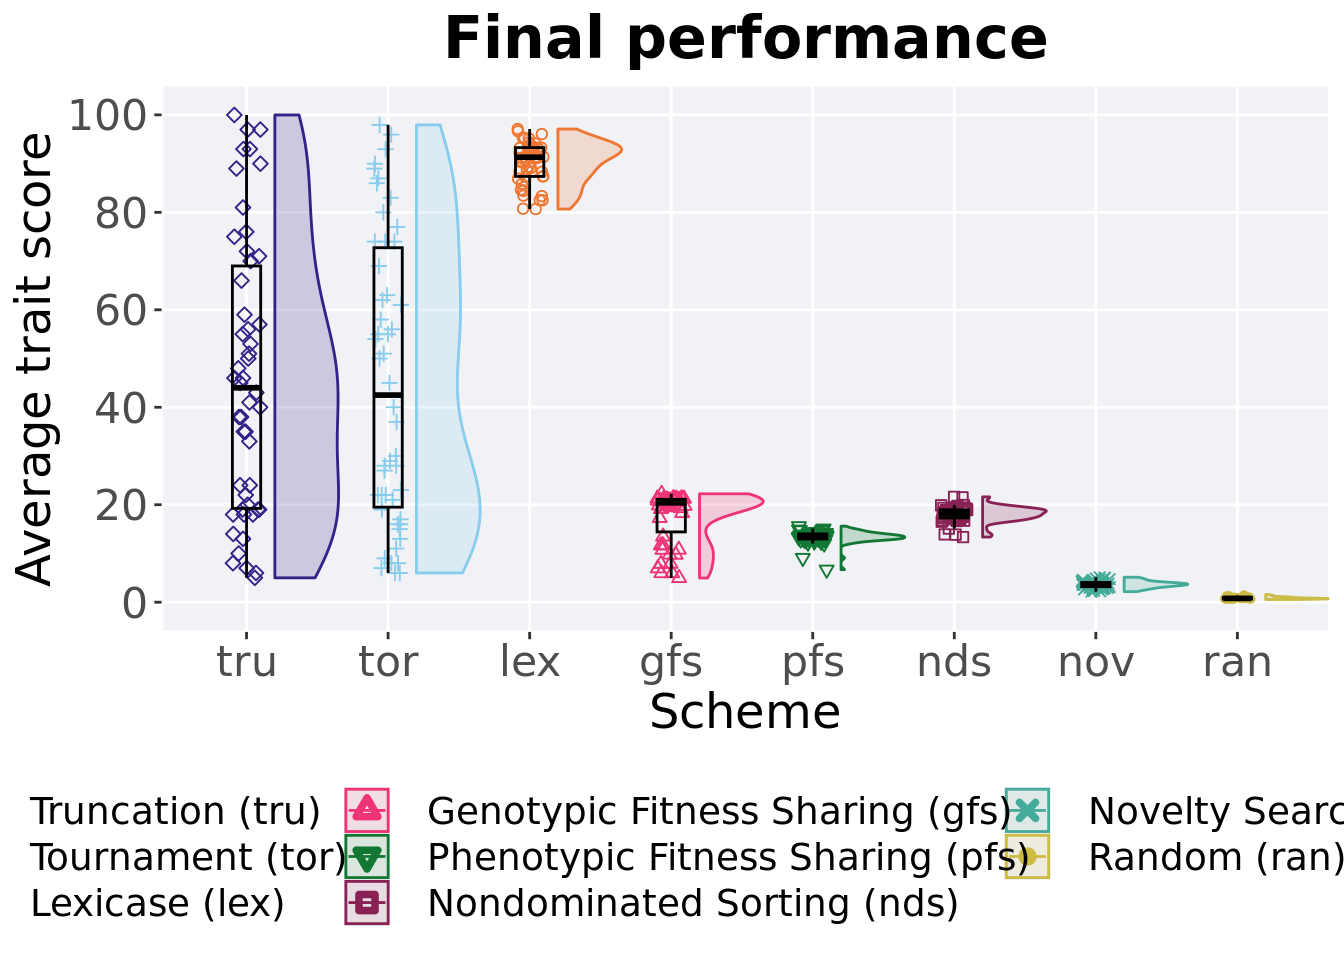 Final performance
Average trait score
100
80
60
40
20
0
tru tor lex gfs pfs nds nov ran
Scheme
Truncation (tru) Genotypic Fitness Sharing (gfs) Novelty Searc
Tournament (tor) Phenotypic Fitness Sharing (pfs) Random (ran)
Lexicase (lex) Nondominated Sorting (nds)